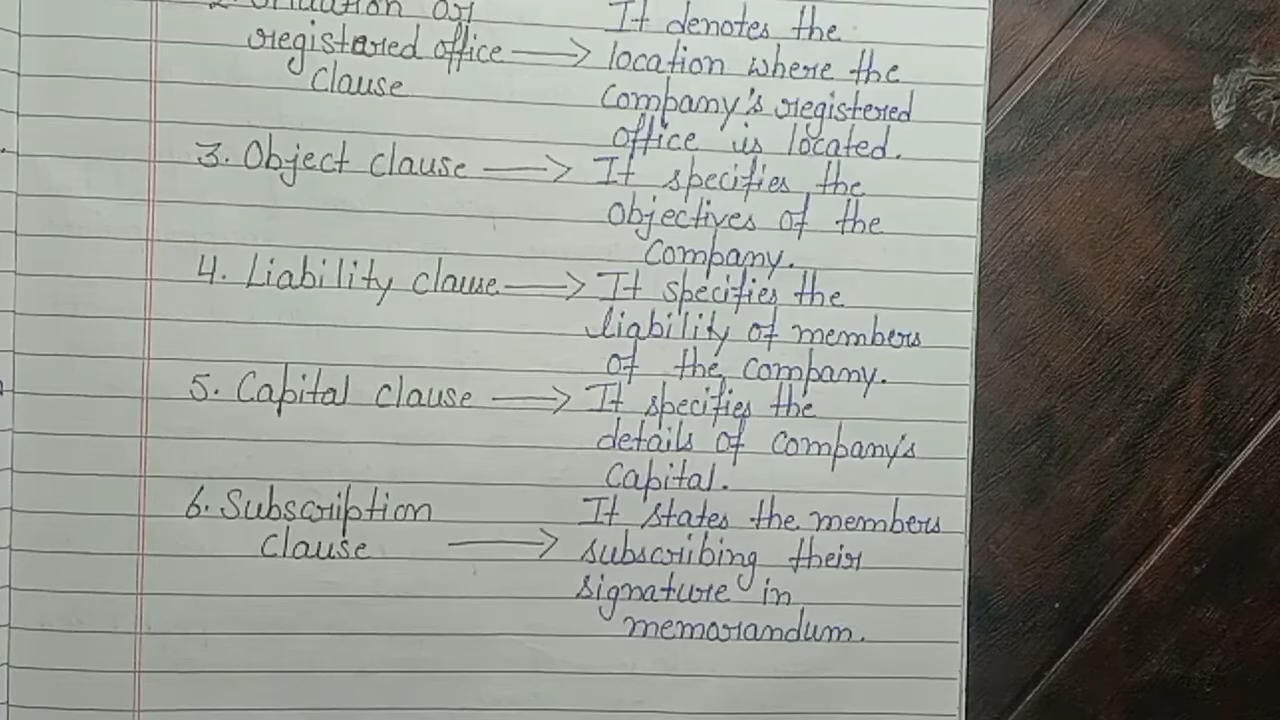 2. Situation or It denotes the
registered office → location where the
clause company's registered
office is located.
3. Object clause → It specifies the
objectives of the
company.
4. Liability clause → It specifies the
liability of members
of the company.
5. Capital clause → It specifies the
details of company's
capital.
6. Subscription It states the members
clause → subscribing their
signature in
memorandum.